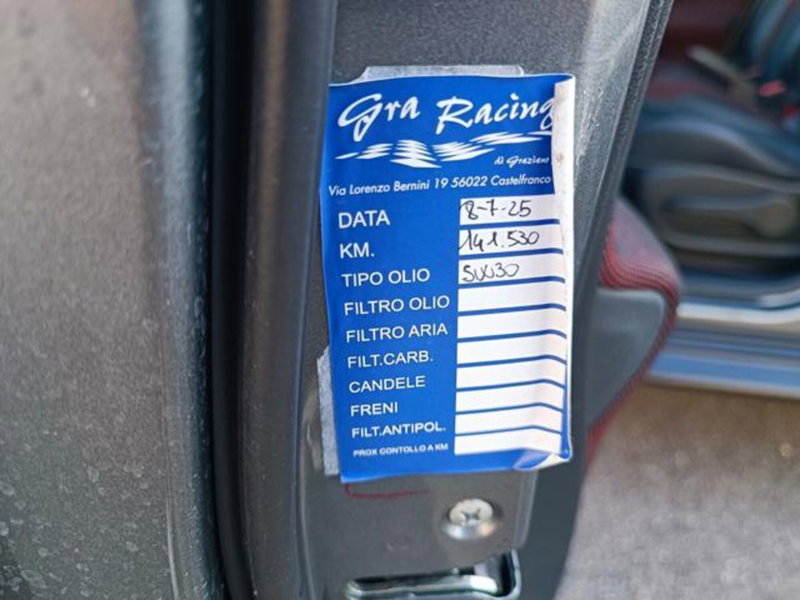 Gra Racing
di Graziano
Via Lorenzo Bernini 19 56022 Castelfranco
DATA 8-7-25
KM. 141.530
TIPO OLIO 5W30
FILTRO OLIO
FILTRO ARIA
FILT.CARB.
CANDELE
FRENI
FILT.ANTIPOL.
PROX CONTOLLO A KM